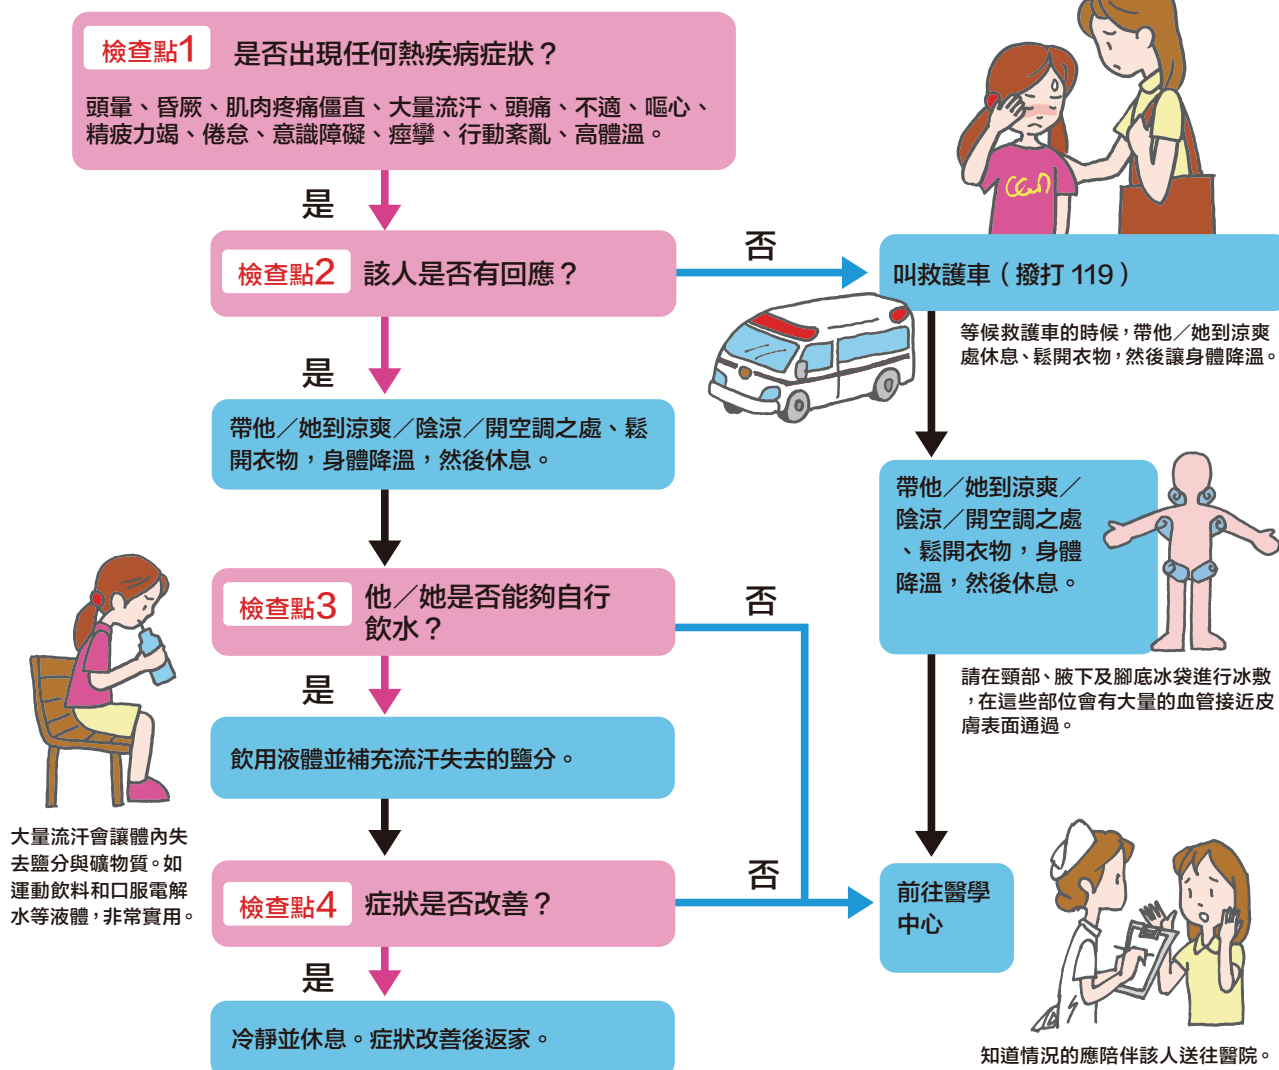 檢查點1 是否出現任何熱疾病症狀？
頭暈、昏厥、肌肉疼痛僵直、大量流汗、頭痛、不適、嘔心、
精疲力竭、倦怠、意識障礙、痙攣、行動紊亂、高體溫。
是
檢查點2 該人是否有回應？
否
叫救護車（撥打 119）
等候救護車的時候，帶他／她到涼爽
處休息、鬆開衣物，然後讓身體降溫。
是
帶他／她到涼爽／陰涼／開空調之處、鬆
開衣物，身體降溫，然後休息。
帶他／她到涼爽／
陰涼／開空調之處
、鬆開衣物，身體
降溫，然後休息。
請在頸部、腋下及腳底冰袋進行冰敷
，在這些部位會有大量的血管接近皮
膚表面通過。
檢查點3 他／她是否能夠自行
飲水？
否
是
飲用液體並補充流汗失去的鹽分。
大量流汗會讓體內失
去鹽分與礦物質。如
運動飲料和口服電解
水等液體，非常實用。
檢查點4 症狀是否改善？
否
前往醫學
中心
是
冷靜並休息。症狀改善後返家。
知道情況的應陪伴該人送往醫院。